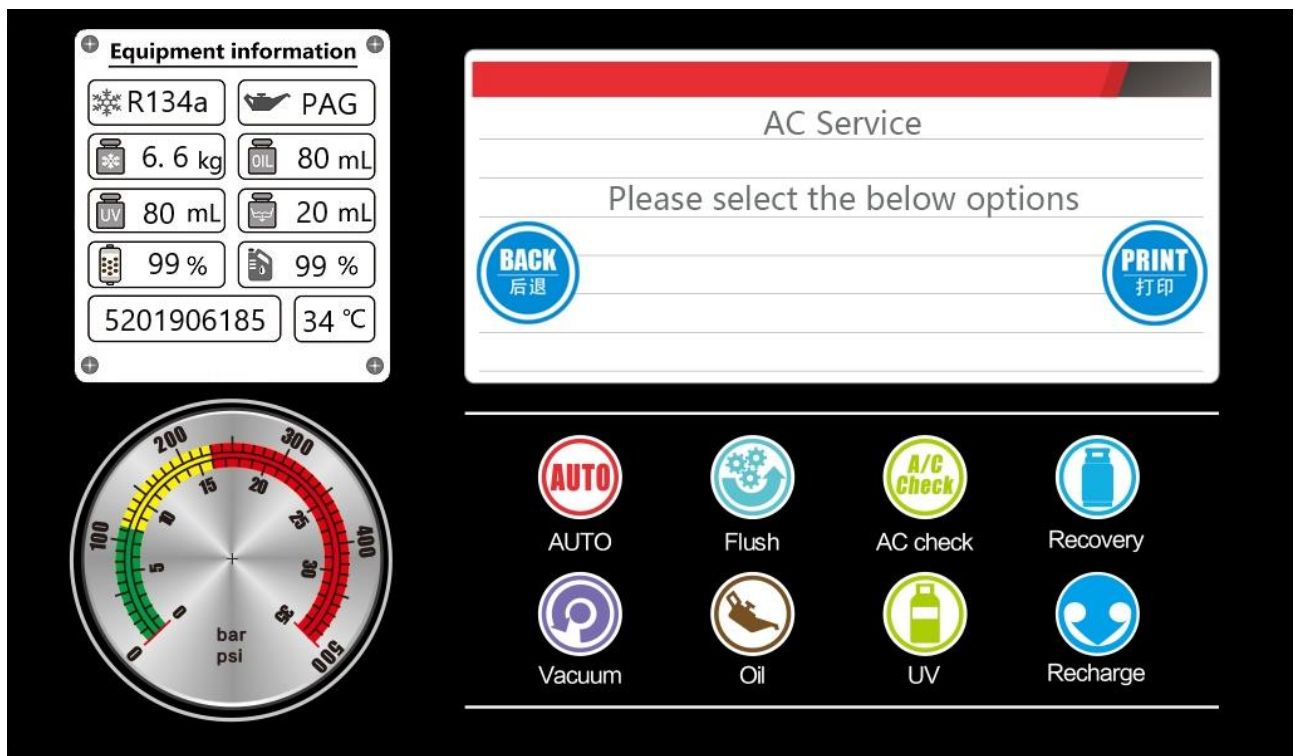 Equipment information
R134a
PAG
6. 6 kg
OIL
80 mL
UV
80 mL
20 mL
99 %
99 %
5201906185
34 ℃
AC Service
Please select the below options
BACK
后退
PRINT
打印
0
100
200
300
400
500
0
5
10
15
20
25
30
35
bar
psi
AUTO
AUTO
Flush
A/C
Check
AC check
Recovery
Vacuum
Oil
UV
Recharge